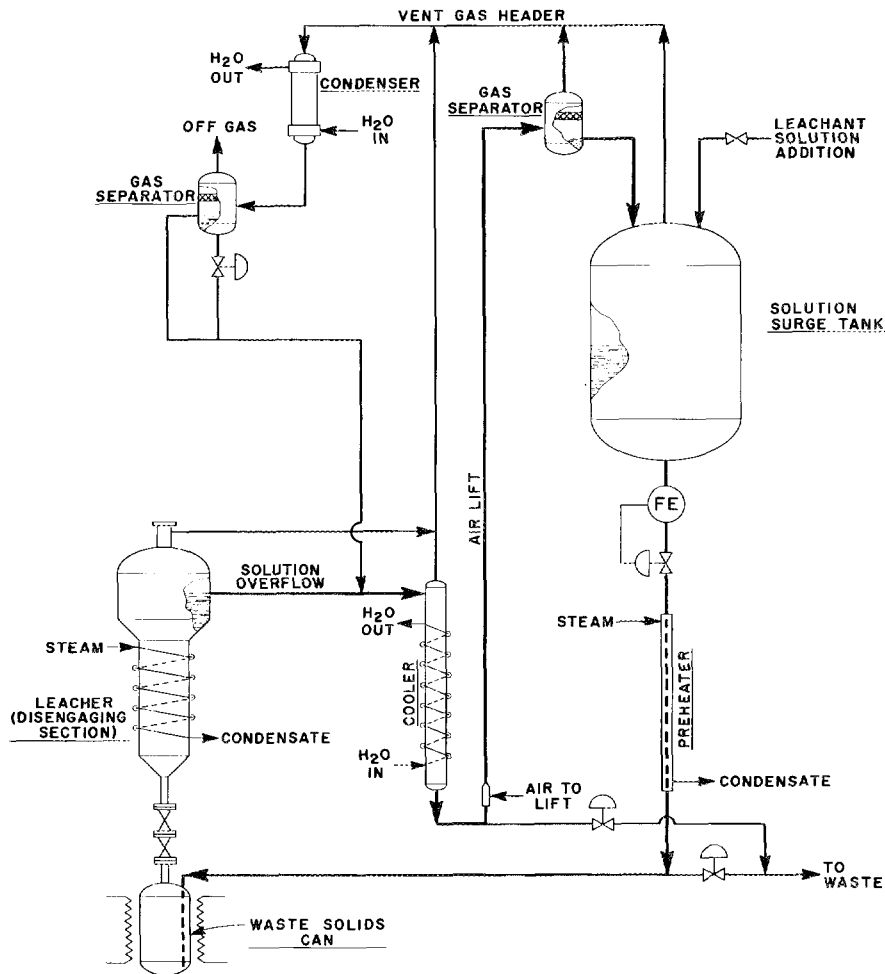 VENT GAS HEADER
H2O
OUT
CONDENSER
H2O
IN
OFF GAS
GAS
SEPARATOR
GAS
SEPARATOR
LEACHANT
SOLUTION
ADDITION
SOLUTION
SURGE TANK
FE
AIR LIFT
SOLUTION
OVERFLOW
STEAM
LEACHER
(DISENGAGING
SECTION)
CONDENSATE
H2O
OUT
COOLER
H2O
IN
STEAM
PREHEATER
CONDENSATE
AIR TO
LIFT
TO
WASTE
WASTE SOLIDS
CAN